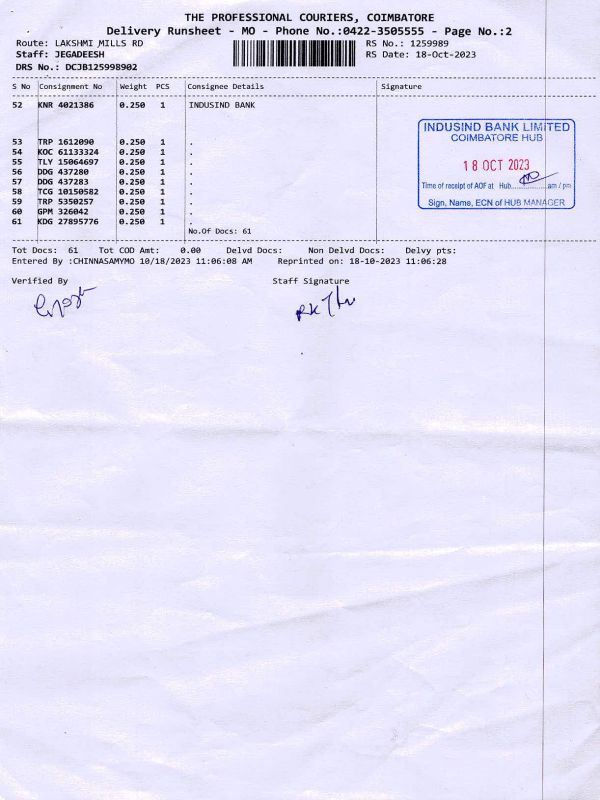 THE PROFESSIONAL COURIERS, COIMBATORE
Delivery Runsheet - MO - Phone No.:0422-3505555 - Page No.:2
Route: LAKSHMI MILLS RD RS No.: 1259989
Staff: JEGADEESH RS Date: 18-Oct-2023
DRS No.: DCJB125998902
S No Consignment No Weight PCS Consignee Details Signature
52 KNR 4021386 0.250 1 INDUSIND BANK
INDUSIND BANK LIMITED
COIMBATORE HUB
18 OCT 2023
Time of receipt of AOF at Hub............am / pm
Sign, Name, ECN of HUB MANAGER
53 TRP 1612090 0.250 1 .
54 KOC 61133324 0.250 1 .
55 TLY 15064697 0.250 1 .
56 DDG 437280 0.250 1 .
57 DDG 437283 0.250 1 .
58 TCG 10150582 0.250 1 .
59 TRP 5350257 0.250 1 .
60 GPM 326042 0.250 1 .
61 KDG 27895776 0.250 1 .
No.Of Docs: 61
Tot Docs: 61 Tot COD Amt: 0.00 Delvd Docs: Non Delvd Docs: Delvy pts:
Entered By :CHINNASAMYMO 10/18/2023 11:06:08 AM Reprinted on: 18-10-2023 11:06:28
Verified By Staff Signature